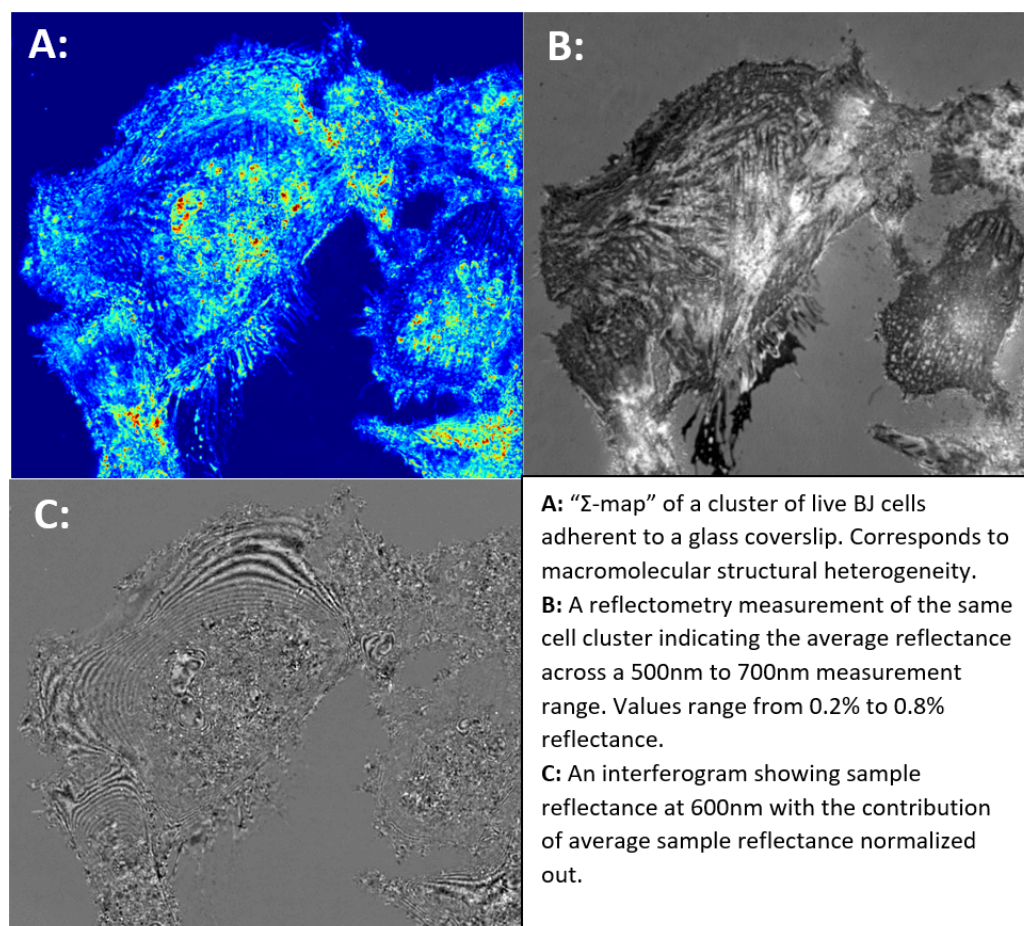 A:
B:
C:
A: “Σ-map” of a cluster of live BJ cells
adherent to a glass coverslip. Corresponds to
macromolecular structural heterogeneity.
B: A reflectometry measurement of the same
cell cluster indicating the average reflectance
across a 500nm to 700nm measurement
range. Values range from 0.2% to 0.8%
reflectance.
C: An interferogram showing sample
reflectance at 600nm with the contribution
of average sample reflectance normalized
out.